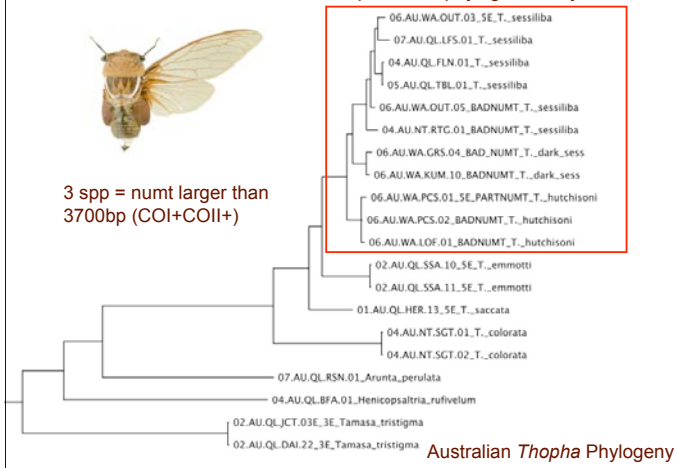 06.AU.WA.OUT.03_5E_T._sessiliba
07.AU.QL.LFS.01_T._sessiliba
04.AU.QL.FLN.01_T._sessiliba
05.AU.QL.TBL.01_T._sessiliba
06.AU.WA.OUT.05_BADNUMT_T._sessiliba
04.AU.NT.RTG.01_BADNUMT_T._sessiliba
06.AU.WA.GRS.04_BAD_NUMT_T._dark_sess
06.AU.WA.KUM.10_BADNUMT_T._dark_sess
3 spp = numt larger than
3700bp (COI+COII+)
06.AU.WA.PCS.01_5E_PARTNUMT_T._hutchisoni
06.AU.WA.PCS.02_BADNUMT_T._hutchisoni
06.AU.WA.LOF.01_BADNUMT_T._hutchisoni
02.AU.QL.SSA.10_5E_T._emmotti
02.AU.QL.SSA.11_5E_T._emmotti
01.AU.QL.HER.13_5E_T._saccata
04.AU.NT.SGT.01_T._colorata
04.AU.NT.SGT.02_T._colorata
07.AU.QL.RSN.01_Arunta_perulata
04.AU.QL.BFA.01_Henicopsaltria_rufivelum
02.AU.QL.JCT.03E_3E_Tamasa_tristigma
02.AU.QL.DAI.22_3E_Tamasa_tristigma
Australian Thopha Phylogeny